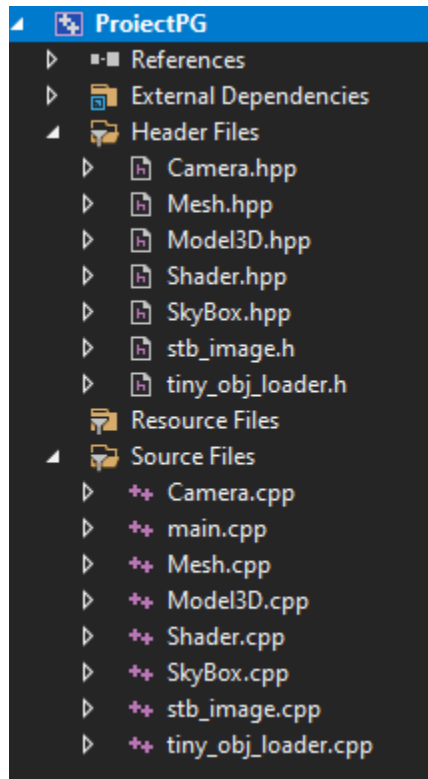 ProiectPG
References
External Dependencies
Header Files
Camera.hpp
Mesh.hpp
Model3D.hpp
Shader.hpp
SkyBox.hpp
stb_image.h
tiny_obj_loader.h
Resource Files
Source Files
Camera.cpp
main.cpp
Mesh.cpp
Model3D.cpp
Shader.cpp
SkyBox.cpp
stb_image.cpp
tiny_obj_loader.cpp